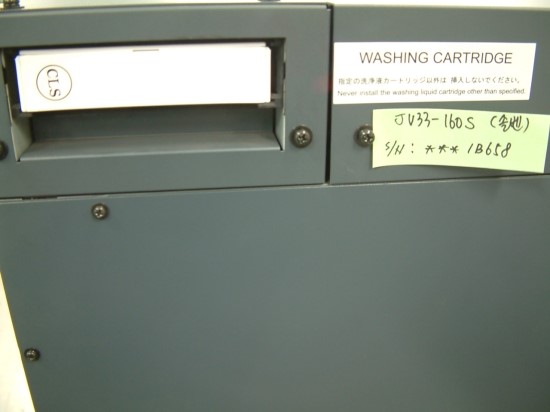 CLS
WASHING CARTRIDGE
指定の洗浄液カートリッジ以外は 挿入しないでください。
Never install the washing liquid cartridge other than specified.
JV33-160S
S/N: *** 1B658